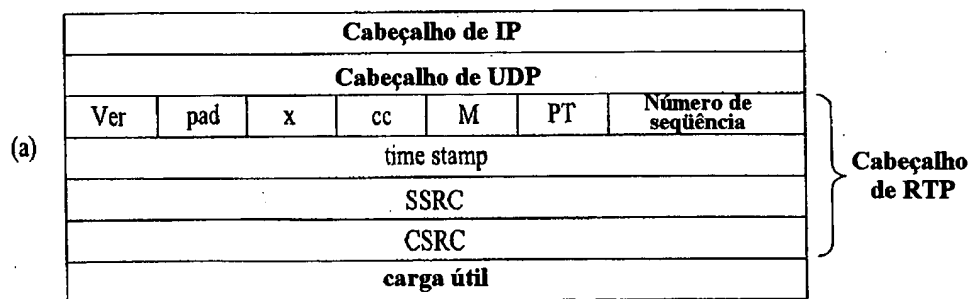 Cabeçalho de IP
Cabeçalho de UDP
Ver pad x cc M PT Número de
seqüência
(a)
time stamp
Cabeçalho
de RTP
SSRC
CSRC
carga útil